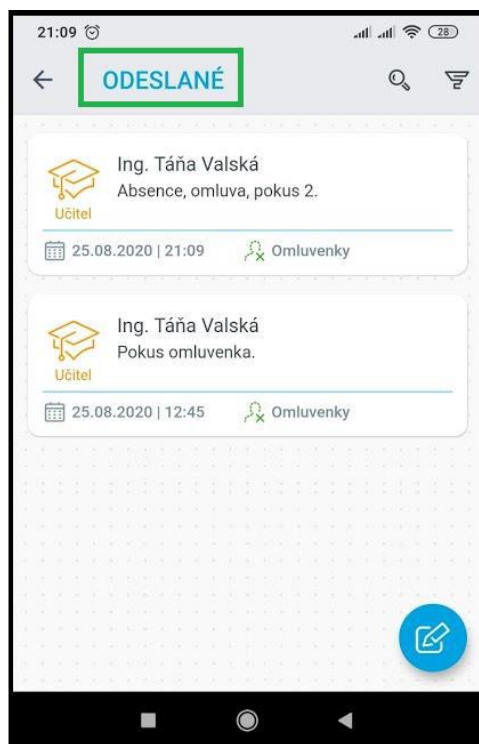 21:09
28
ODESLANÉ
Ing. Táňa Valská
Absence, omluva, pokus 2.
Učitel
25.08.2020 | 21:09 Omluvenky
Ing. Táňa Valská
Pokus omluvenka.
Učitel
25.08.2020 | 12:45 Omluvenky